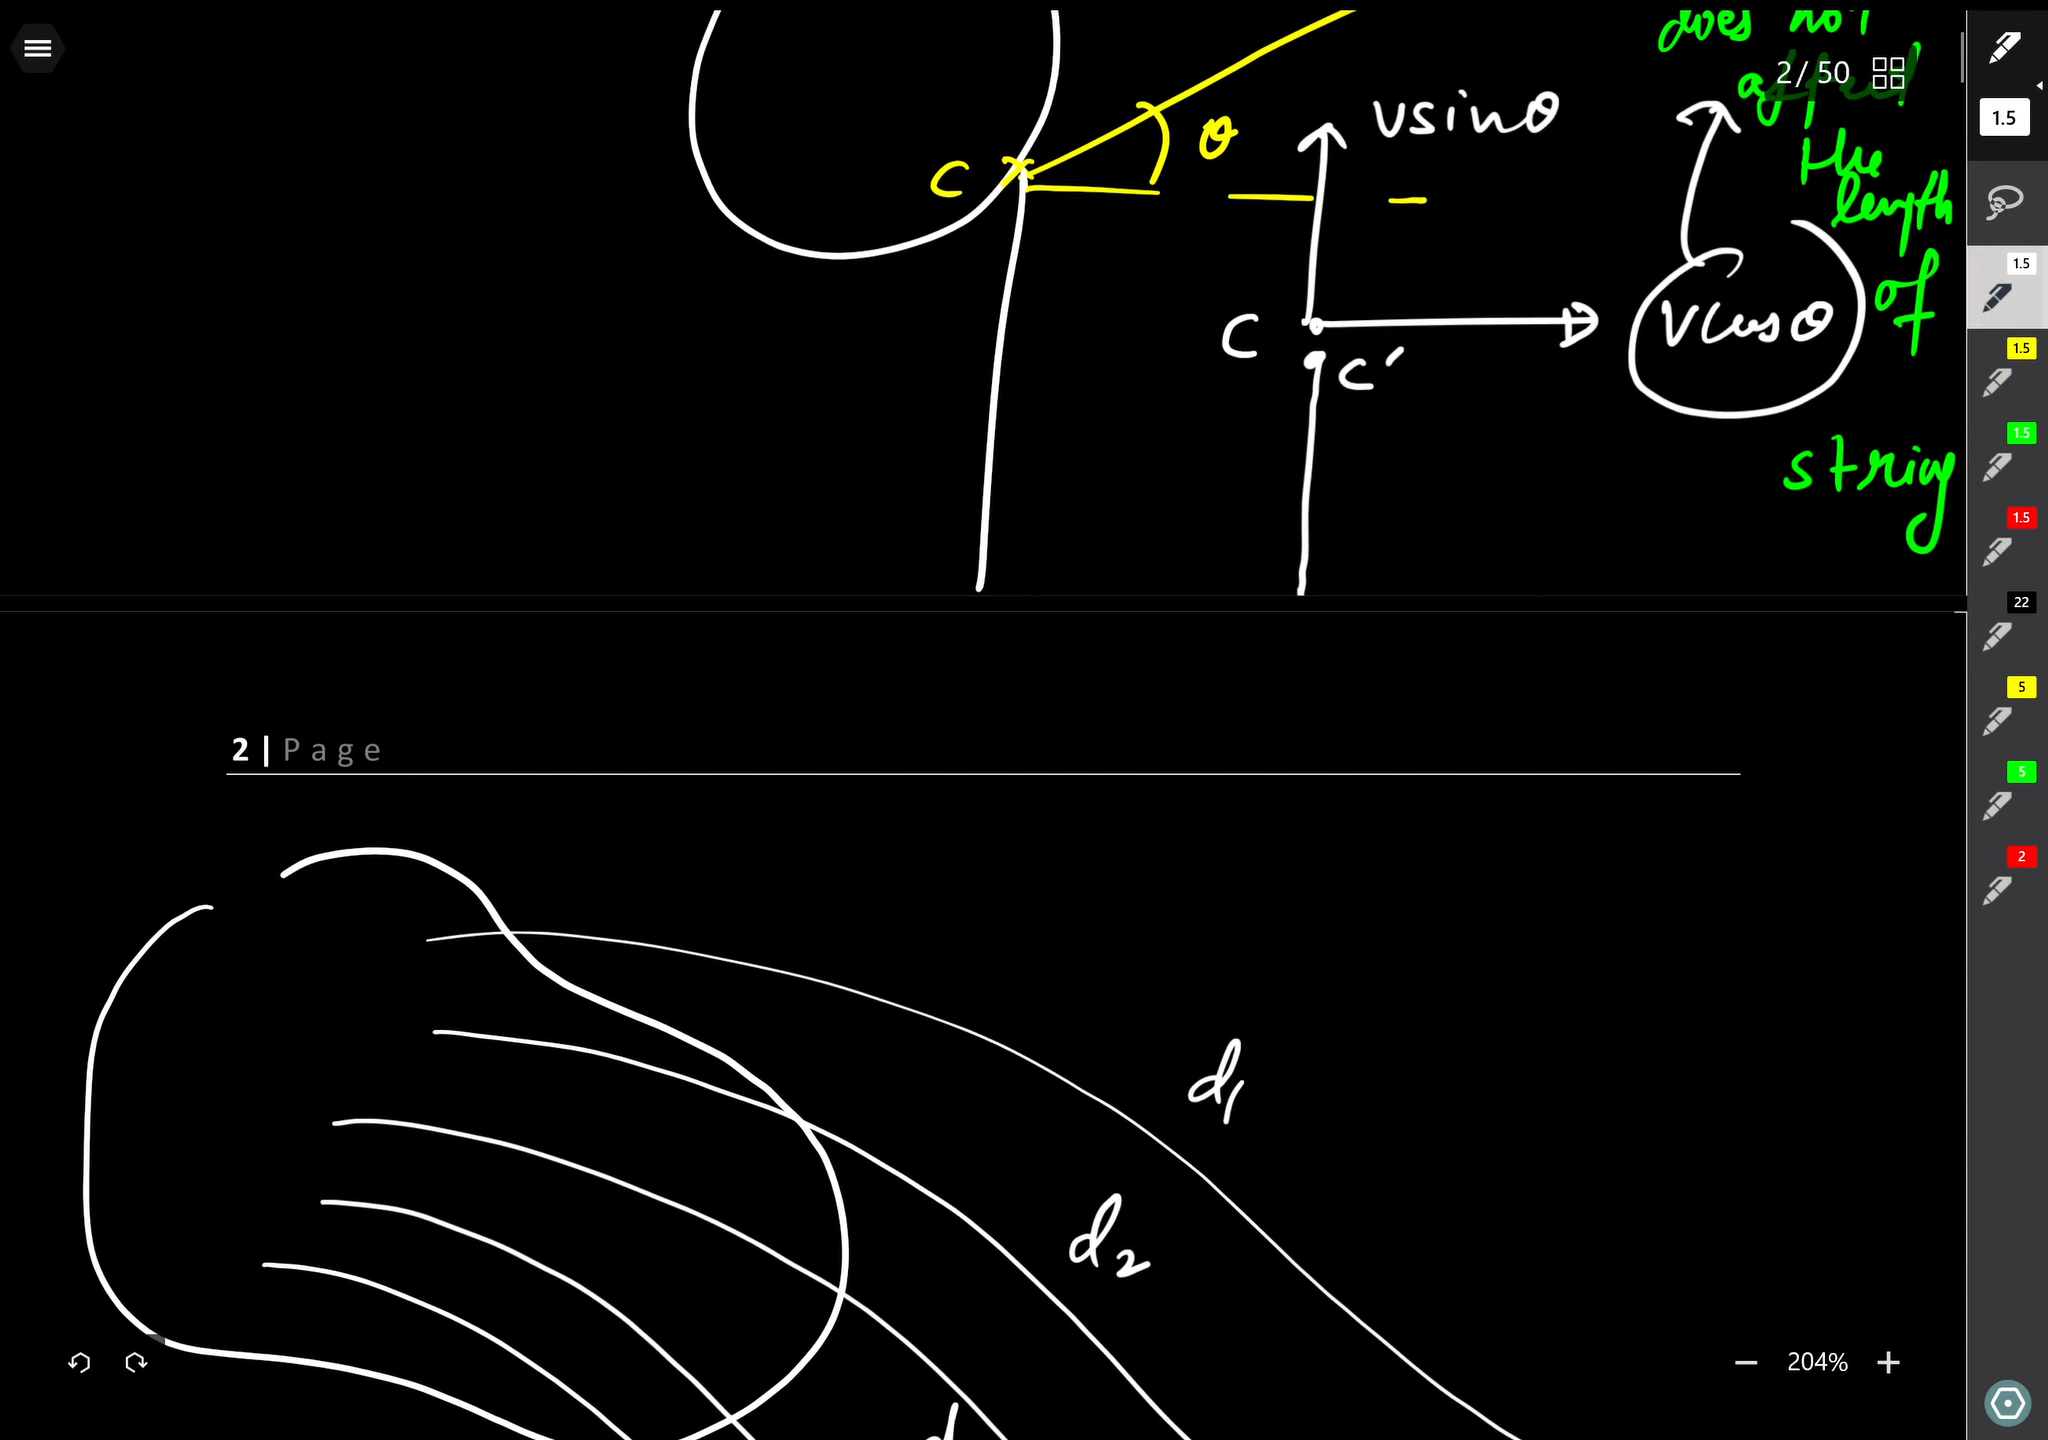 does not
2/50
affect
1.5
vsinθ
θ
the
C
length
1.5
of
vcosθ
C
C'
1.5
1.5
string
1.5
22
5
2 | Page
5
2
d1
d2
204%